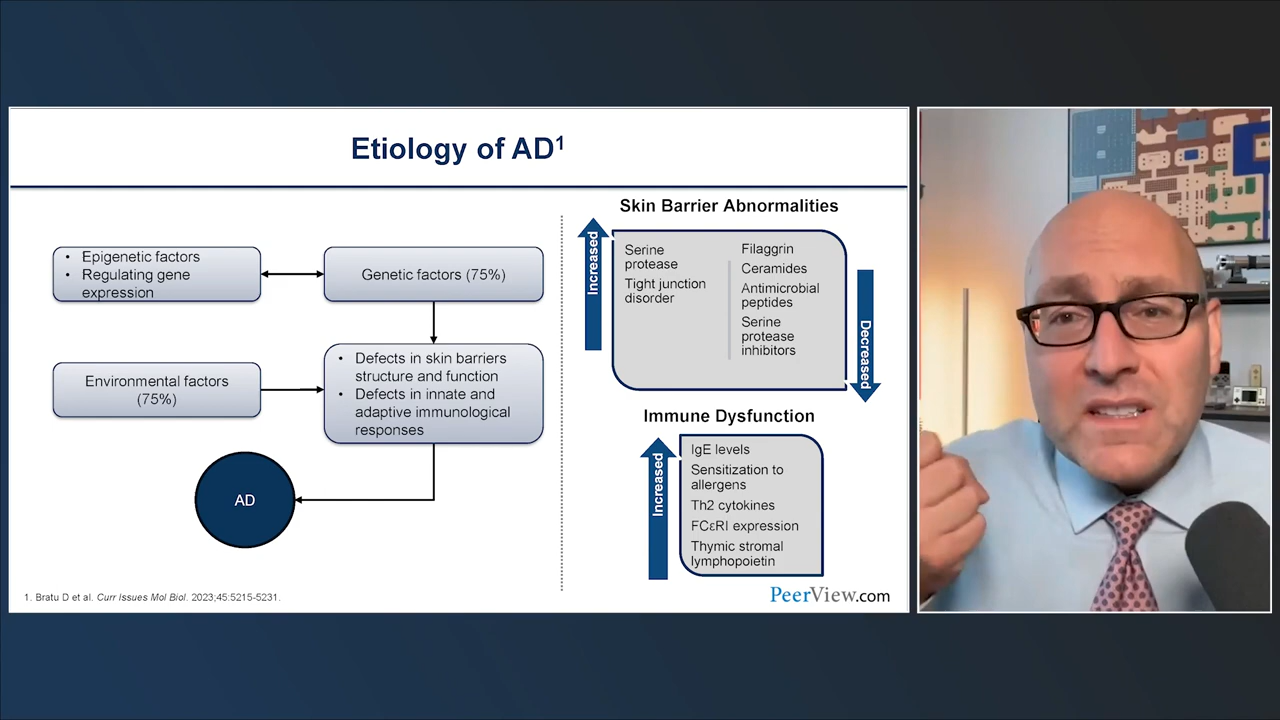 Etiology of AD1
• Epigenetic factors
• Regulating gene
expression
Genetic factors (75%)
Environmental factors
(75%)
• Defects in skin barriers
structure and function
• Defects in innate and
adaptive immunological
responses
AD
Skin Barrier Abnormalities
Increased
Serine
protease
Tight junction
disorder
Filaggrin
Ceramides
Antimicrobial
peptides
Serine
protease
inhibitors
Decreased
Immune Dysfunction
Increased
IgE levels
Sensitization to
allergens
Th2 cytokines
FCεRI expression
Thymic stromal
lymphopoietin
1. Bratu D et al. Curr Issues Mol Biol. 2023;45:5215-5231.
PeerView.com